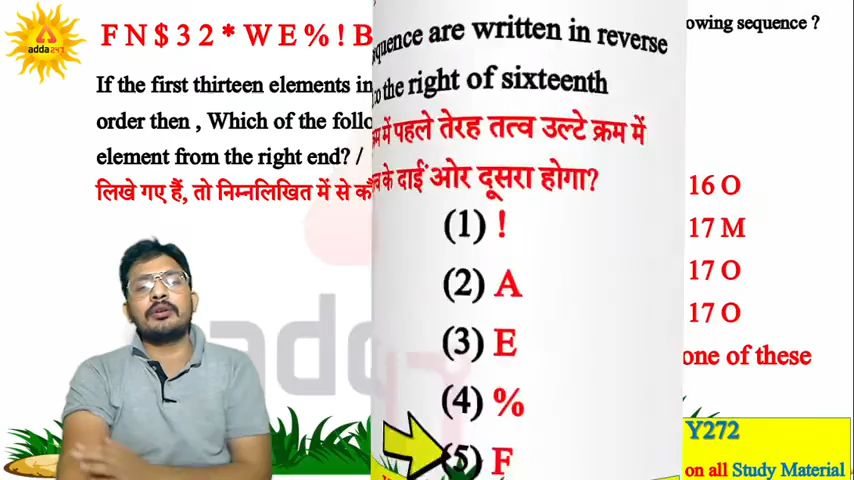 adda247
F N $ 3 2 * W E % ! B
If the first thirteen elements in
order then , Which of the follo
element from the right end? /
लिखे गए हैं, तो निम्नलिखित में से कौ
quence are written in reverse
the right of sixteenth
में पहले तेरह तत्व उल्टे क्रम में
के दाईं ओर दूसरा होगा?
(1) !
(2) A
(3) E
(4) %
(5) F
owing sequence ?
16 O
17 M
17 O
17 O
one of these
Y272
on all Study Material